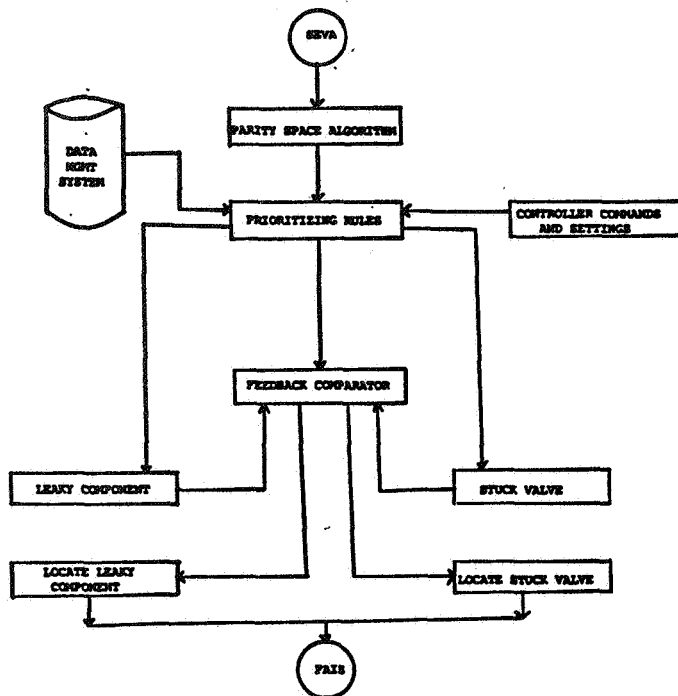 SEVA
PARITY SPACE ALGORITHM
DATA
MGMT
SYSTEM
PRIORITIZING RULES
CONTROLLER COMMANDS
AND SETTINGS
FEEDBACK COMPARATOR
LEAKY COMPONENT
STUCK VALVE
LOCATE LEAKY
COMPONENT
LOCATE STUCK VALVE
FAIS